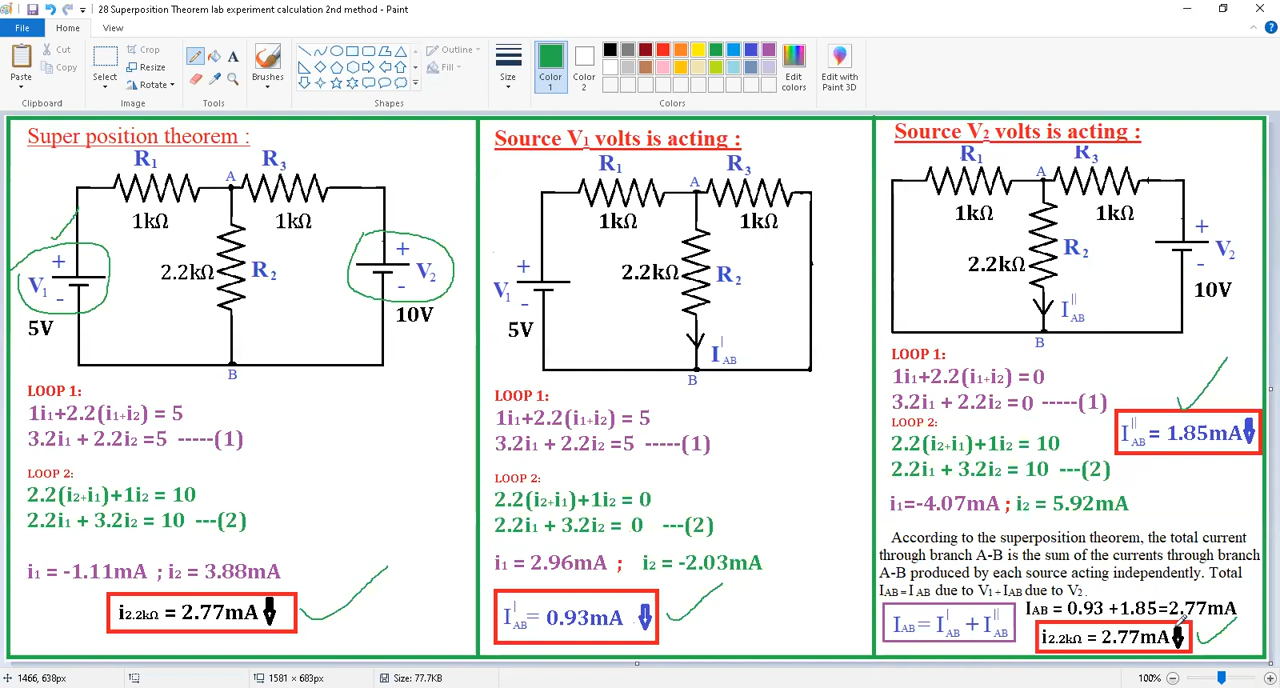 28 Superposition Theorem lab experiment calculation 2nd method - Paint
File
Home
View
Paste
Cut
Copy
Clipboard
Select
Crop
Resize
Rotate
Image
A
Tools
Brushes
Shapes
Outline
Fill
Size
Color 1
Color 2
Edit colors
Colors
Edit with Paint 3D
Super position theorem :
R1
R3
A
1kΩ
1kΩ
2.2kΩ
R2
+
V1
-
5V
+
V2
-
10V
B
LOOP 1:
1i1+2.2(i1+i2) = 5
3.2i1 + 2.2i2 =5 -----(1)
LOOP 2:
2.2(i2+i1)+1i2 = 10
2.2i1 + 3.2i2 = 10 ---(2)
i1 = -1.11mA ; i2 = 3.88mA
i2.2kΩ = 2.77mA
Source V1 volts is acting :
R1
R3
A
1kΩ
1kΩ
2.2kΩ
R2
+
V1
-
5V
I|AB
B
LOOP 1:
1i1+2.2(i1+i2) = 5
3.2i1 + 2.2i2 =5 -----(1)
LOOP 2:
2.2(i2+i1)+1i2 = 0
2.2i1 + 3.2i2 = 0 ---(2)
i1 = 2.96mA ; i2 = -2.03mA
I|AB= 0.93mA
Source V2 volts is acting :
R1
R3
A
1kΩ
1kΩ
2.2kΩ
R2
+
V2
-
10V
I||AB
B
LOOP 1:
1i1+2.2(i1+i2) = 0
3.2i1 + 2.2i2 = 0 -----(1)
LOOP 2:
2.2(i2+i1)+1i2 = 10
2.2i1 + 3.2i2 = 10 ---(2)
I||AB = 1.85mA
i1=-4.07mA ; i2 = 5.92mA
According to the superposition theorem, the total current
through branch A-B is the sum of the currents through branch
A-B produced by each source acting independently. Total
IAB=I AB due to V1+IAB due to V2.
IAB = 0.93 +1.85=2.77mA
IAB= I|AB + I||AB
i2.2kΩ = 2.77mA
1466, 638px
1581 × 683px
Size: 77.7KB
100%